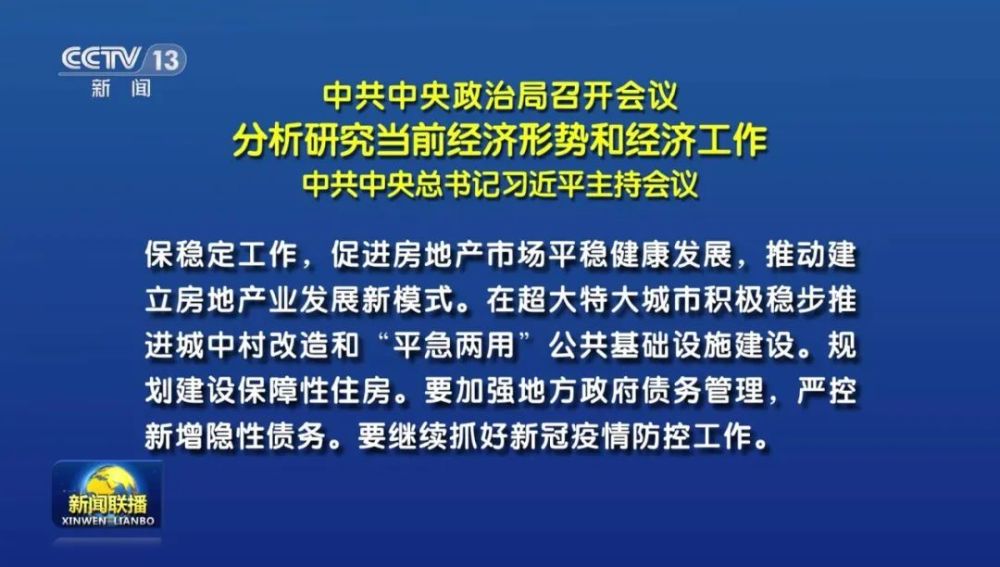 CCTV 13
新闻
中共中央政治局召开会议
分析研究当前经济形势和经济工作
中共中央总书记习近平主持会议
保稳定工作，促进房地产市场平稳健康发展，推动建
立房地产业发展新模式。在超大特大城市积极稳步推
进城中村改造和“平急两用”公共基础设施建设。规
划建设保障性住房。要加强地方政府债务管理，严控
新增隐性债务。要继续抓好新冠疫情防控工作。
新闻联播
XINWEN LIANBO